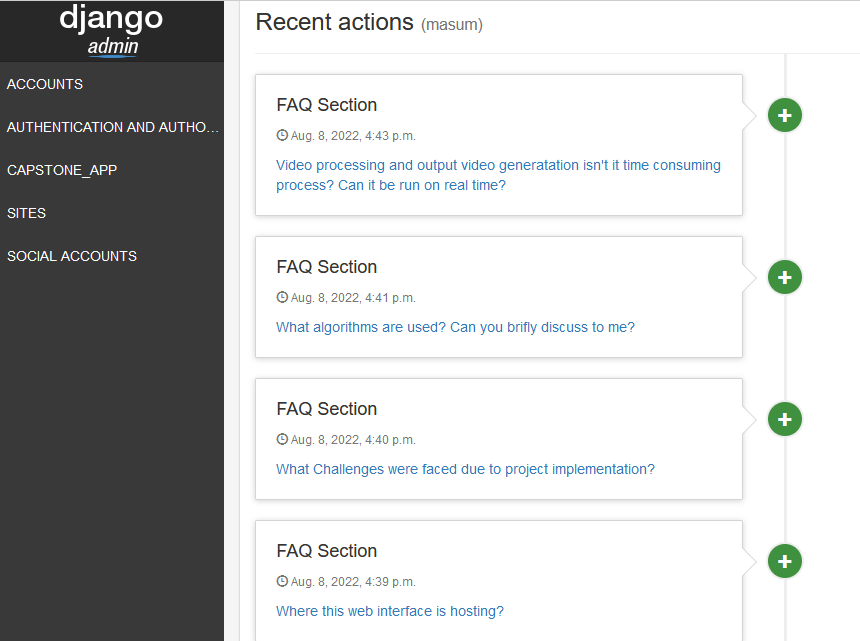 django
admin
ACCOUNTS
AUTHENTICATION AND AUTHO...
CAPSTONE_APP
SITES
SOCIAL ACCOUNTS
Recent actions (masum)
FAQ Section
Aug. 8, 2022, 4:43 p.m.
Video processing and output video generatation isn't it time consuming
process? Can it be run on real time?
FAQ Section
Aug. 8, 2022, 4:41 p.m.
What algorithms are used? Can you brifly discuss to me?
FAQ Section
Aug. 8, 2022, 4:40 p.m.
What Challenges were faced due to project implementation?
FAQ Section
Aug. 8, 2022, 4:39 p.m.
Where this web interface is hosting?